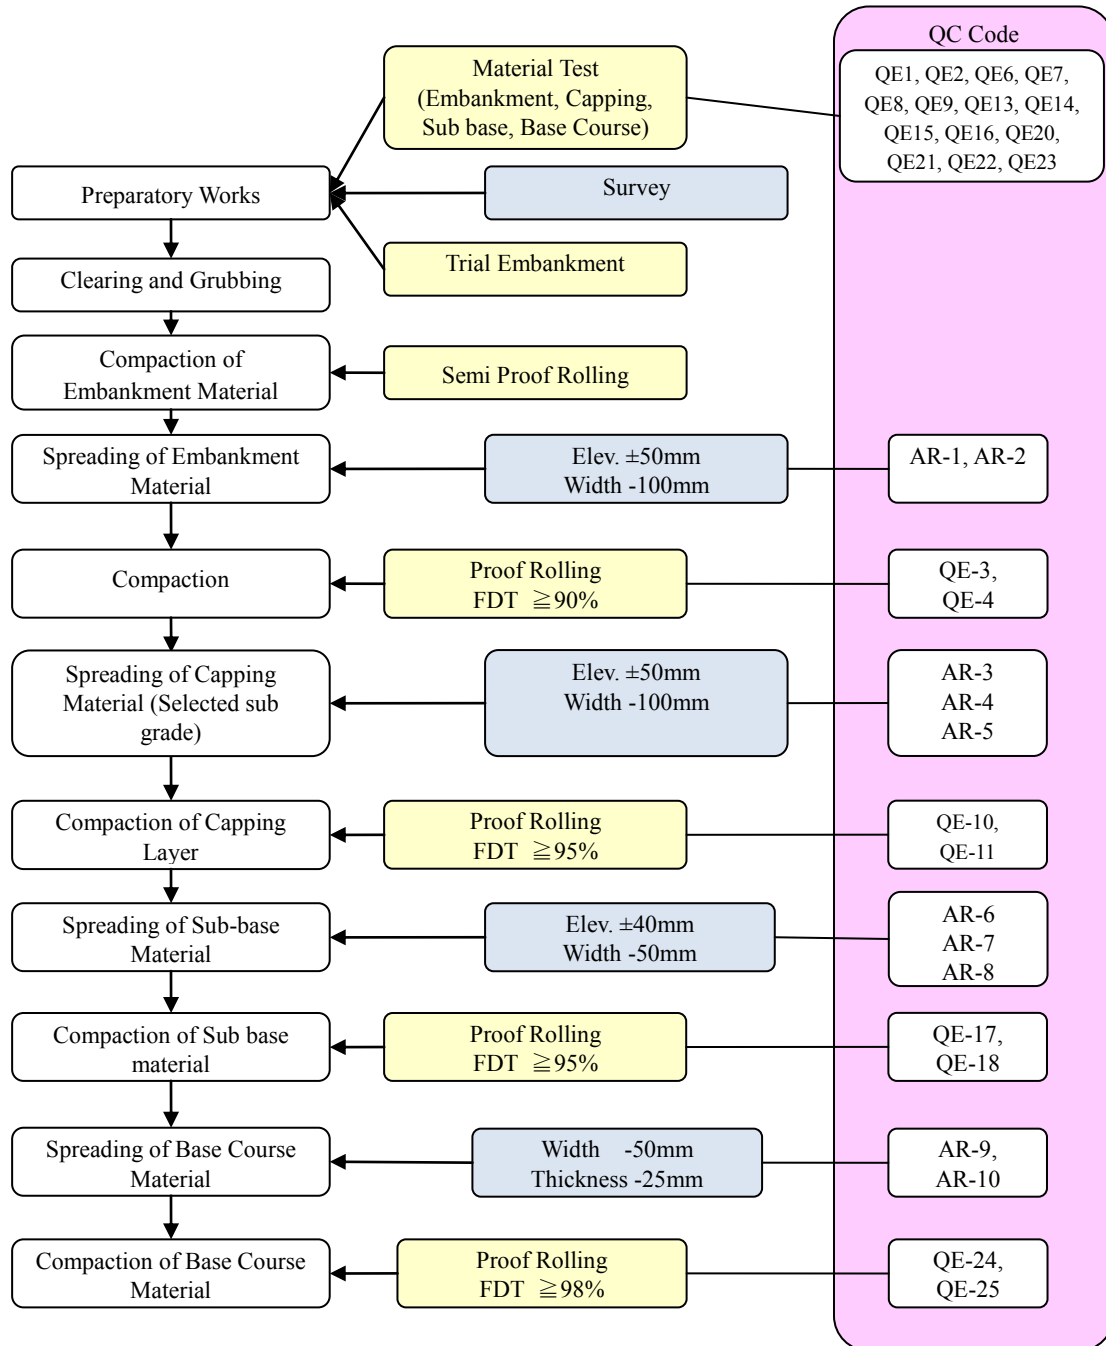 QC Code
Material Test
(Embankment, Capping,
Sub base, Base Course)
QE1, QE2, QE6, QE7,
QE8, QE9, QE13, QE14,
QE15, QE16, QE20,
QE21, QE22, QE23
Preparatory Works
Survey
Trial Embankment
Clearing and Grubbing
Compaction of
Embankment Material
Semi Proof Rolling
Spreading of Embankment
Material
Elev. ±50mm
Width -100mm
AR-1, AR-2
Compaction
Proof Rolling
FDT ≧90%
QE-3,
QE-4
Spreading of Capping
Material (Selected sub
grade)
Elev. ±50mm
Width -100mm
AR-3
AR-4
AR-5
Compaction of Capping
Layer
Proof Rolling
FDT ≧95%
QE-10,
QE-11
Spreading of Sub-base
Material
Elev. ±40mm
Width -50mm
AR-6
AR-7
AR-8
Compaction of Sub base
material
Proof Rolling
FDT ≧95%
QE-17,
QE-18
Spreading of Base Course
Material
Width -50mm
Thickness -25mm
AR-9,
AR-10
Compaction of Base Course
Material
Proof Rolling
FDT ≧98%
QE-24,
QE-25